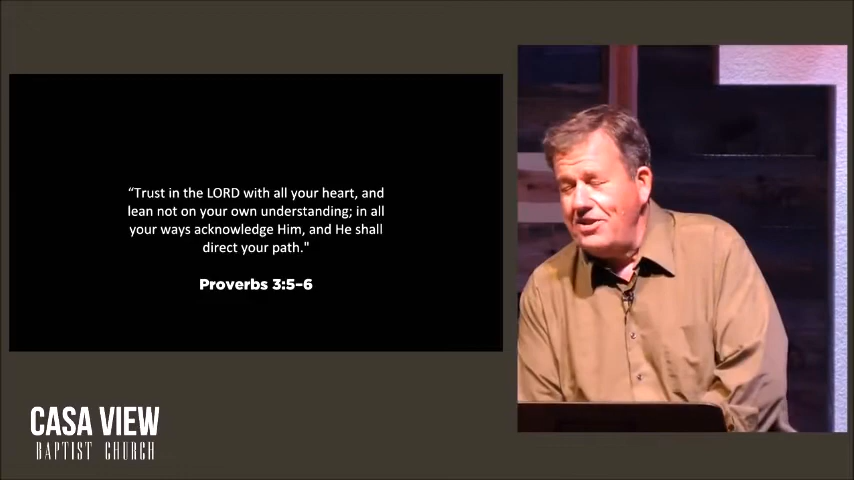 “Trust in the LORD with all your heart, and
lean not on your own understanding; in all
your ways acknowledge Him, and He shall
direct your path."
Proverbs 3:5-6
CASA VIEW
BAPTIST CHURCH